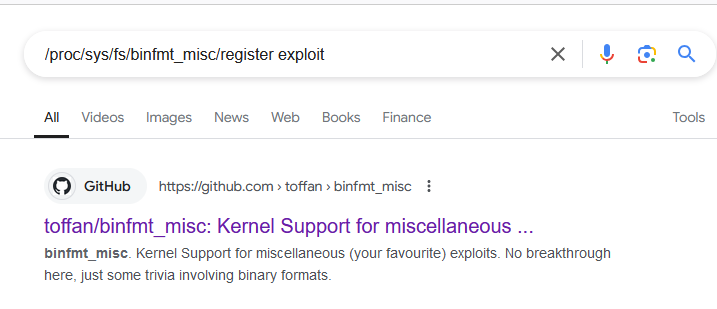 /proc/sys/fs/binfmt_misc/register exploit
All Videos Images News Web Books Finance Tools
GitHub https://github.com › toffan › binfmt_misc
toffan/binfmt_misc: Kernel Support for miscellaneous ...
binfmt_misc. Kernel Support for miscellaneous (your favourite) exploits. No breakthrough
here, just some trivia involving binary formats.